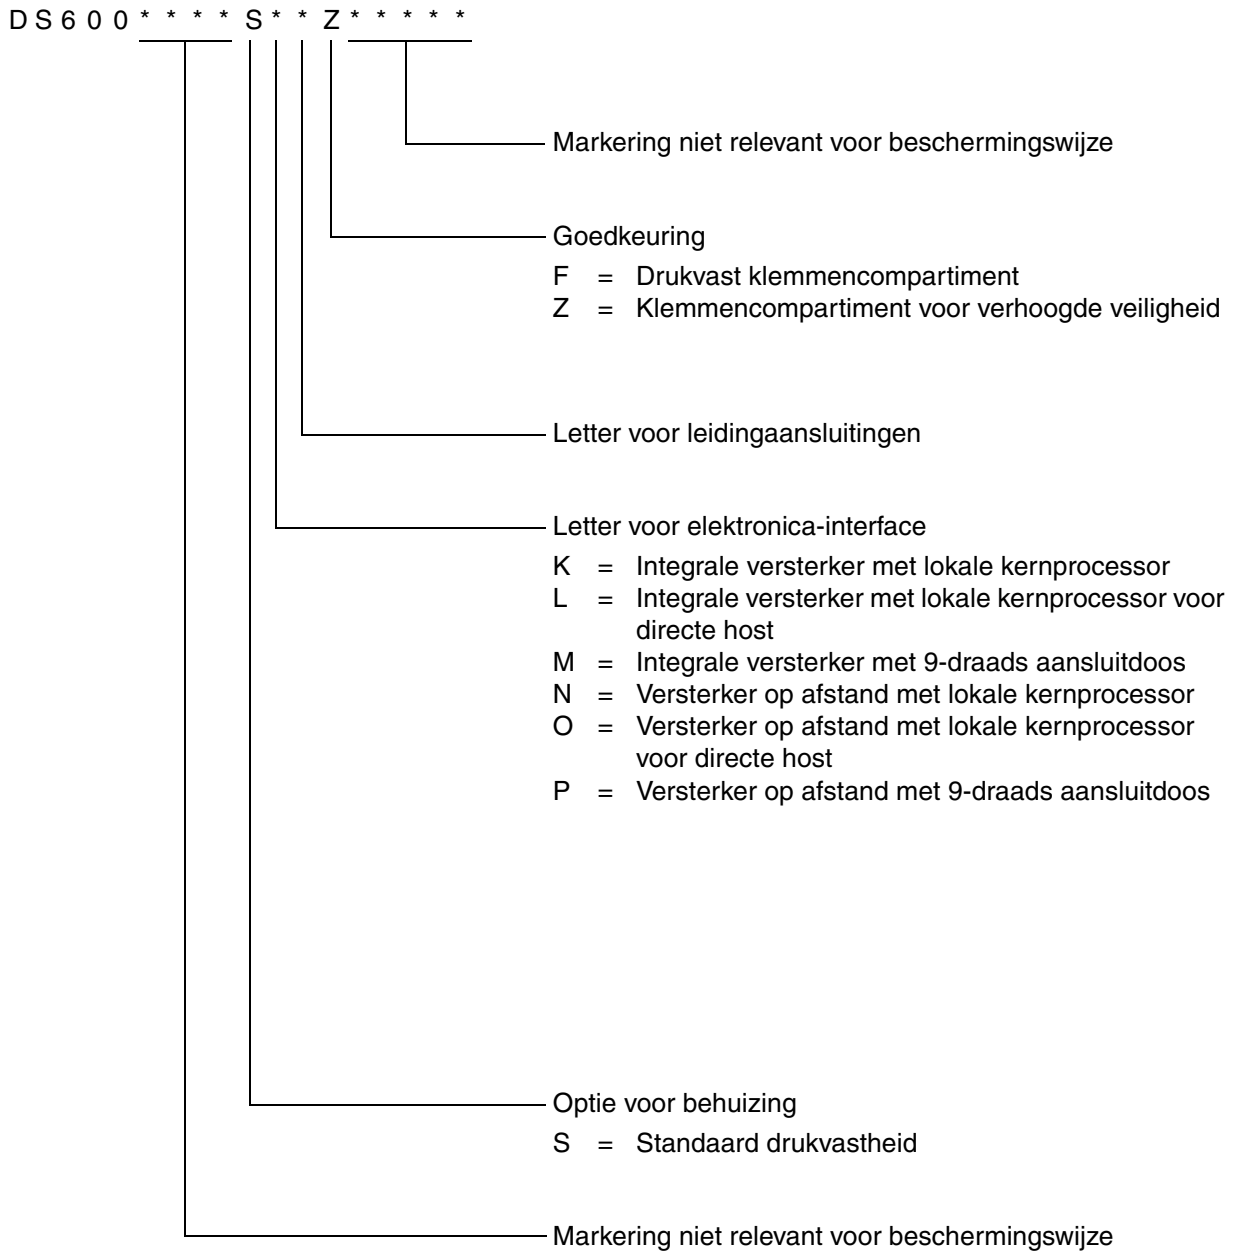 D S 6 0 0 * * * * S * * Z * * * * *
Markering niet relevant voor beschermingswijze
Goedkeuring
F = Drukvast klemmencompartiment
Z = Klemmencompartiment voor verhoogde veiligheid
Letter voor leidingaansluitingen
Letter voor elektronica-interface
K = Integrale versterker met lokale kernprocessor
L = Integrale versterker met lokale kernprocessor voor
directe host
M = Integrale versterker met 9-draads aansluitdoos
N = Versterker op afstand met lokale kernprocessor
O = Versterker op afstand met lokale kernprocessor
voor directe host
P = Versterker op afstand met 9-draads aansluitdoos
Optie voor behuizing
S = Standaard drukvastheid
Markering niet relevant voor beschermingswijze